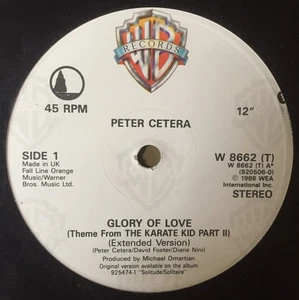 WB
RECORDS
45 RPM
12"
PETER CETERA
SIDE 1
Made in UK
Fall Line Orange
Music/Warner
Bros. Music Ltd.
W 8662 (T)
W 8662 (T) A
(920506-0)
℗ 1986 WEA
International Inc.
STEREO
GLORY OF LOVE
(Theme From THE KARATE KID PART II)
(Extended Version)
(Peter Cetera/David Foster/Diane Nini)
Produced by Michael Omartian
Original version available on the album
925474-1 "Solitude/Solitaire"